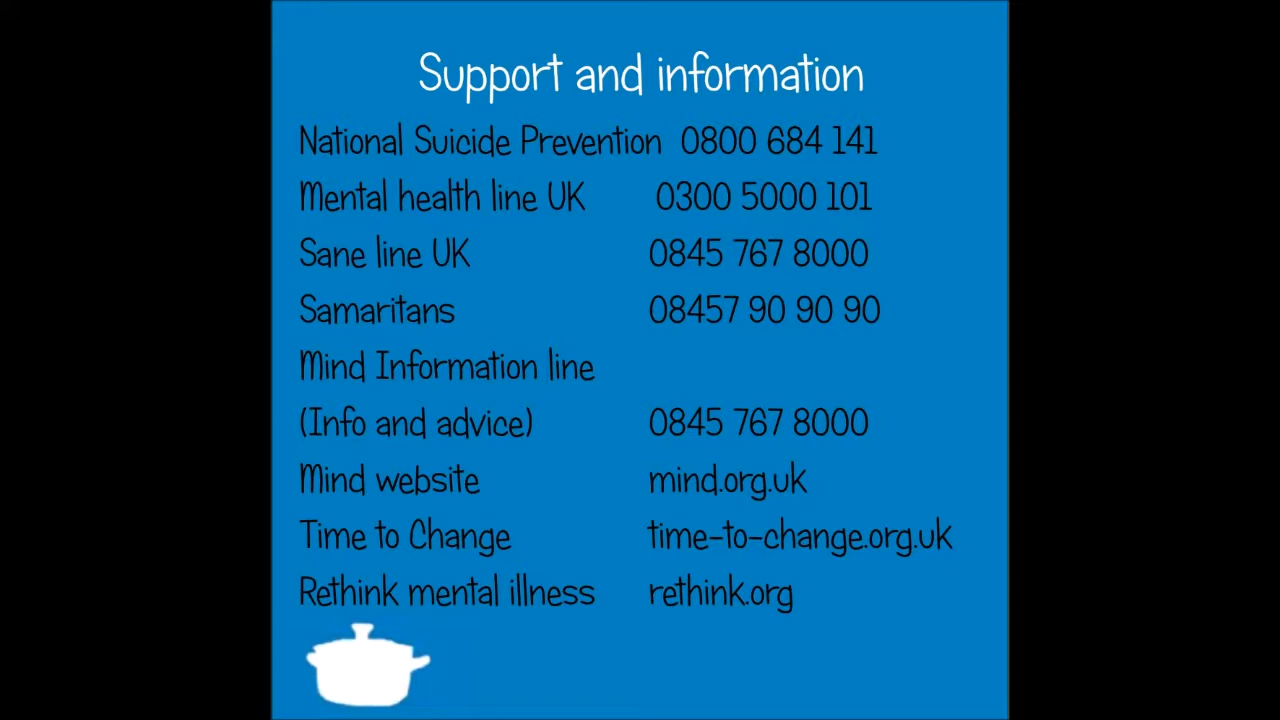 Support and information
National Suicide Prevention 0800 684 141
Mental health line UK 0300 5000 101
Sane line UK 0845 767 8000
Samaritans 08457 90 90 90
Mind Information line
(Info and advice) 0845 767 8000
Mind website mind.org.uk
Time to Change time-to-change.org.uk
Rethink mental illness rethink.org